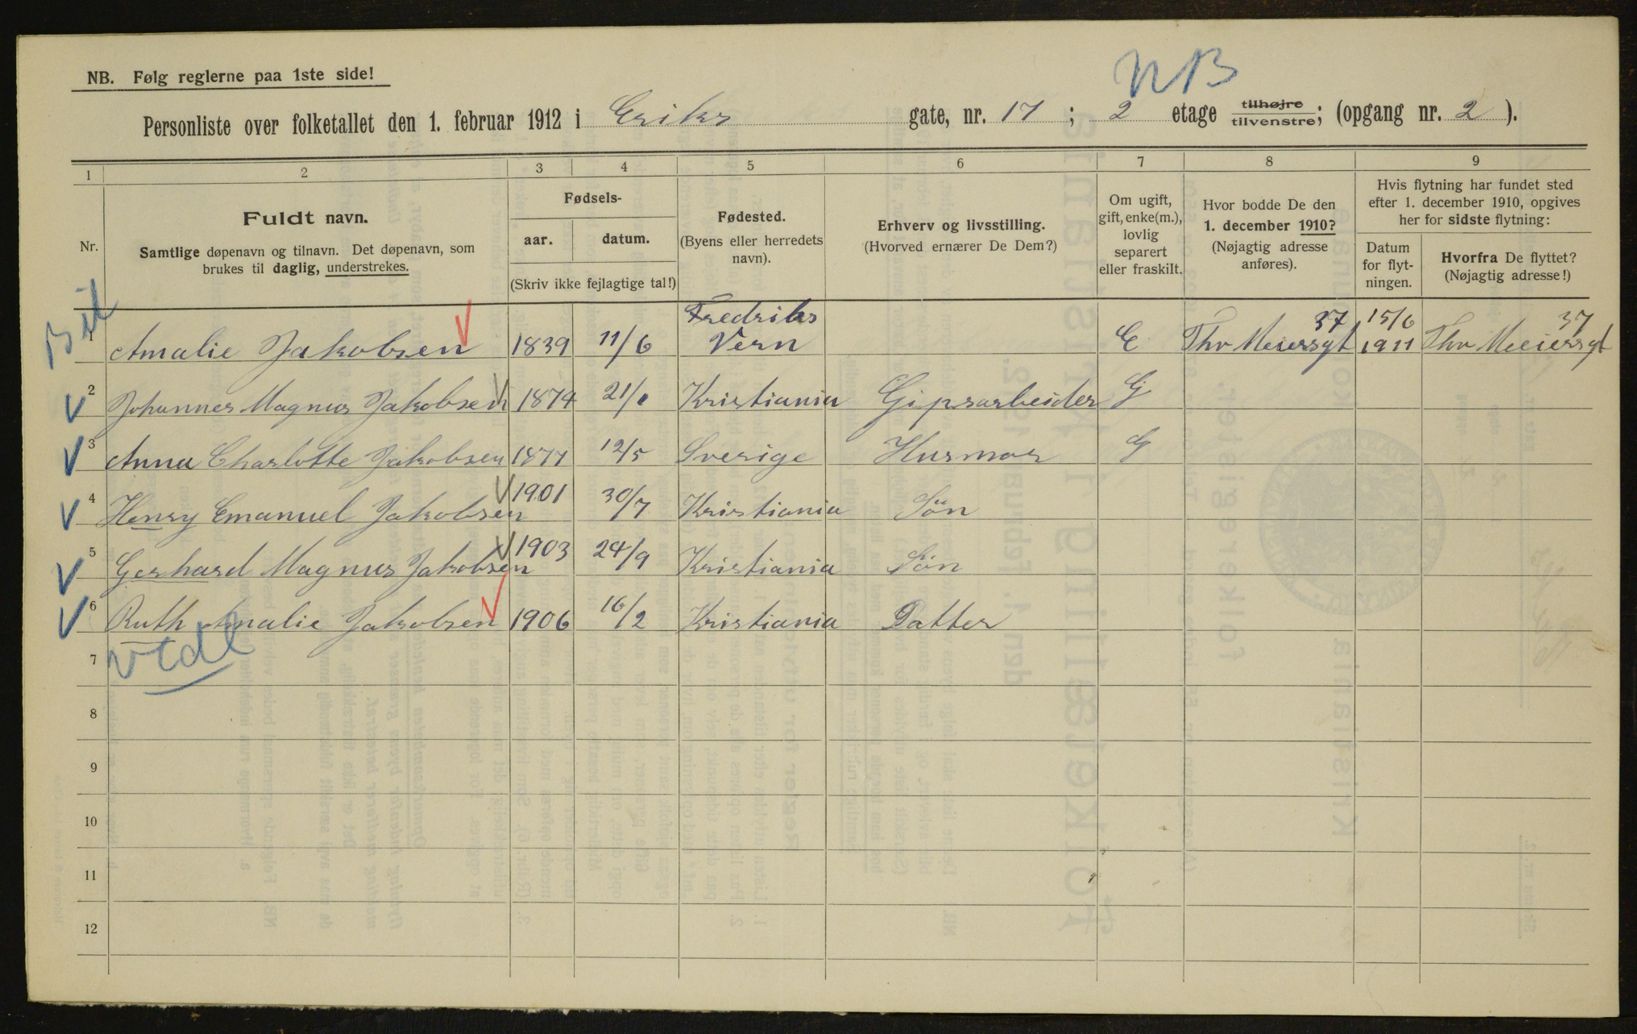 NB
NB. Følg reglerne paa 1ste side!
Personliste over folketallet den 1. februar 1912 i Eriks gate, nr. 17 ; 2 etage tilhøjre tilvenstre; (opgang nr. 2 ).
1 2 3 4 5 6 7 8 9
Nr.
Fuldt navn.
Samtlige døpenavn og tilnavn. Det døpenavn, som
brukes til daglig, understrekes.
Fødsels-
aar. datum.
(Skriv ikke fejlagtige tal!)
Fødested.
(Byens eller herredets
navn).
Erhverv og livsstilling.
(Hvorved ernærer De Dem?)
Om ugift,
gift, enke(m.),
lovlig
separert
eller fraskilt.
Hvor bodde De den
1. december 1910?
(Nøjagtig adresse
anføres).
Hvis flytning har fundet sted
efter 1. december 1910, opgives
her for sidste flytning:
Datum
for flyt-
ningen.
Hvorfra De flyttet?
(Nøjagtig adresse!)
1 Amalie Jakobsen 1839 11/6 Fredriks Vern E Thv Meiersgt 37 15/6 1911 Thv Meiersgt 37
2 Johannes Magnus Jakobsen 1874 Kristiania Gipsarbeider G
3 Anna Charlotte Jakobsen 1877 12/5 Sverige Husmor G
4 Henry Emanuel Jakobsen 1901 30/7 Kristiania Sön
5 Gerhard Magnus Jakobsen 1903 24/9 Kristiania Sön
6 Ruth Amalie Jakobsen 1906 16/2 Kristiania Datter
7
8
9
10
11
12